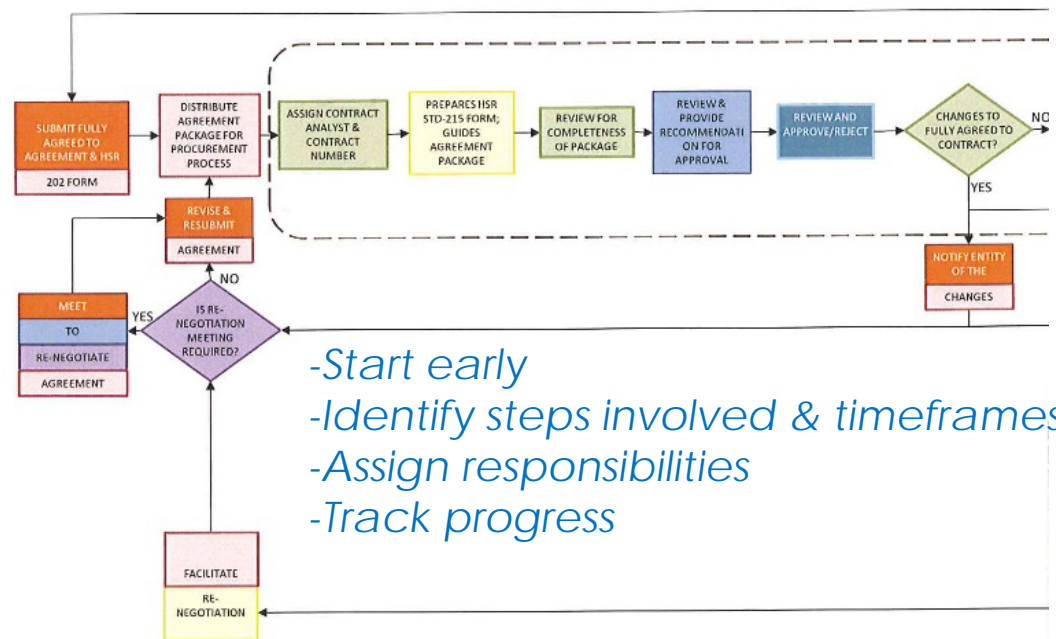 SUBMIT FULLY
AGREED TO
AGREEMENT & HSR
202 FORM
DISTRIBUTE
AGREEMENT
PACKAGE FOR
PROCUREMENT
PROCESS
ASSIGN CONTRACT
ANALYST &
CONTRACT
NUMBER
PREPARES HSR
STD-215 FORM;
GUIDES
AGREEMENT
PACKAGE
REVIEW FOR
COMPLETENESS
OF PACKAGE
REVIEW &
PROVIDE
RECOMMENDATI
ON FOR
APPROVAL
REVIEW AND
APPROVE/REJECT
CHANGES TO
FULLY AGREED TO
CONTRACT?
NO
YES
REVISE &
RESUBMIT
AGREEMENT
NO
NOTIFY ENTITY
OF THE
CHANGES
MEET
TO
RE-NEGOTIATE
AGREEMENT
YES
IS RE-
NEGOTIATION
MEETING
REQUIRED?
-Start early
-Identify steps involved & timeframes
-Assign responsibilities
-Track progress
FACILITATE
RE-
NEGOTIATION